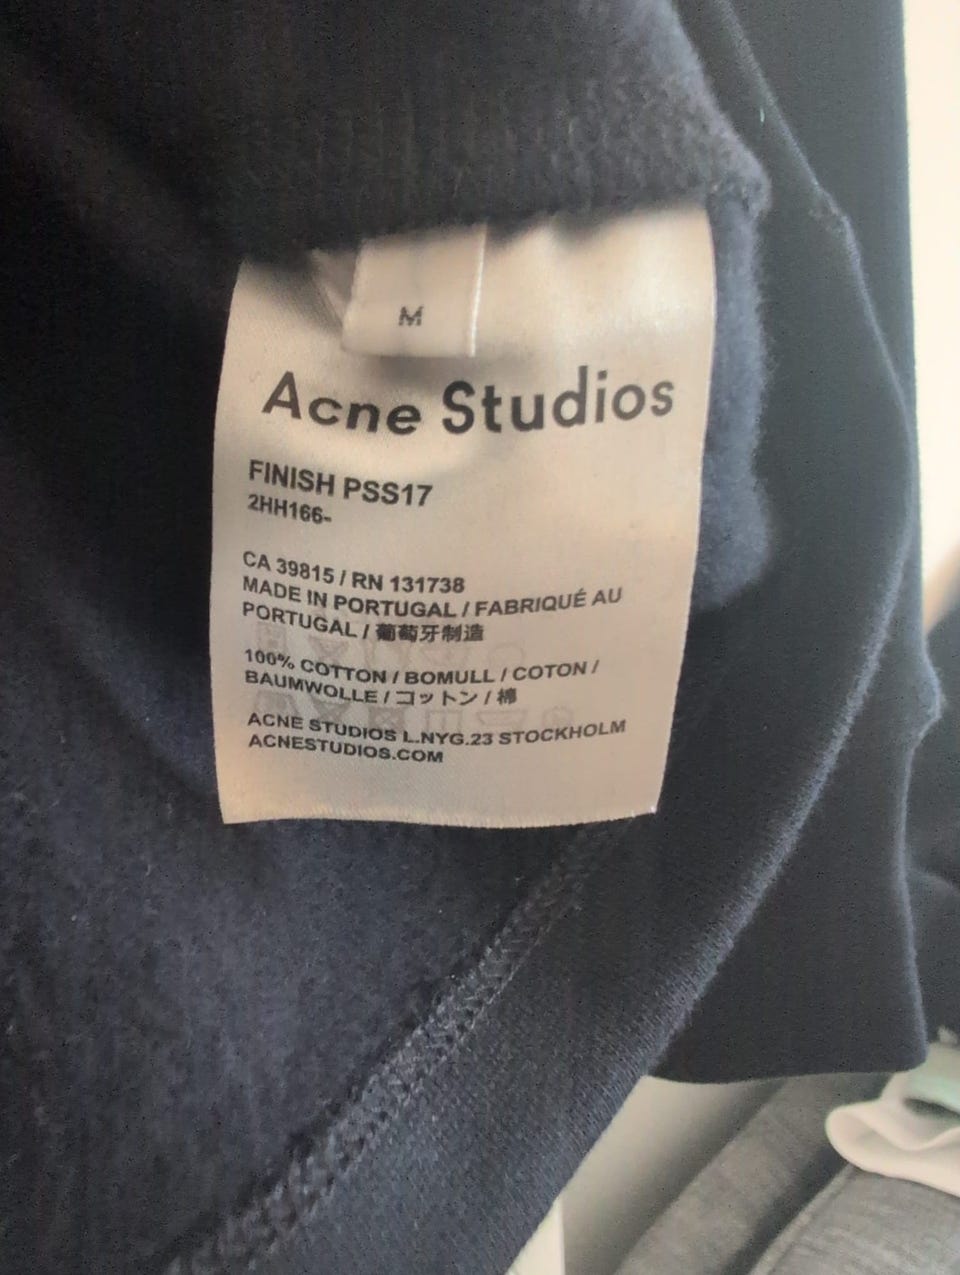 M
Acne Studios
FINISH PSS17
2HH166-
CA 39815 / RN 131738
MADE IN PORTUGAL / FABRIQUÉ AU
PORTUGAL / 葡萄牙制造
100% COTTON / BOMULL / COTON /
BAUMWOLLE / コットン / 棉
ACNE STUDIOS L.NYG.23 STOCKHOLM
ACNESTUDIOS.COM